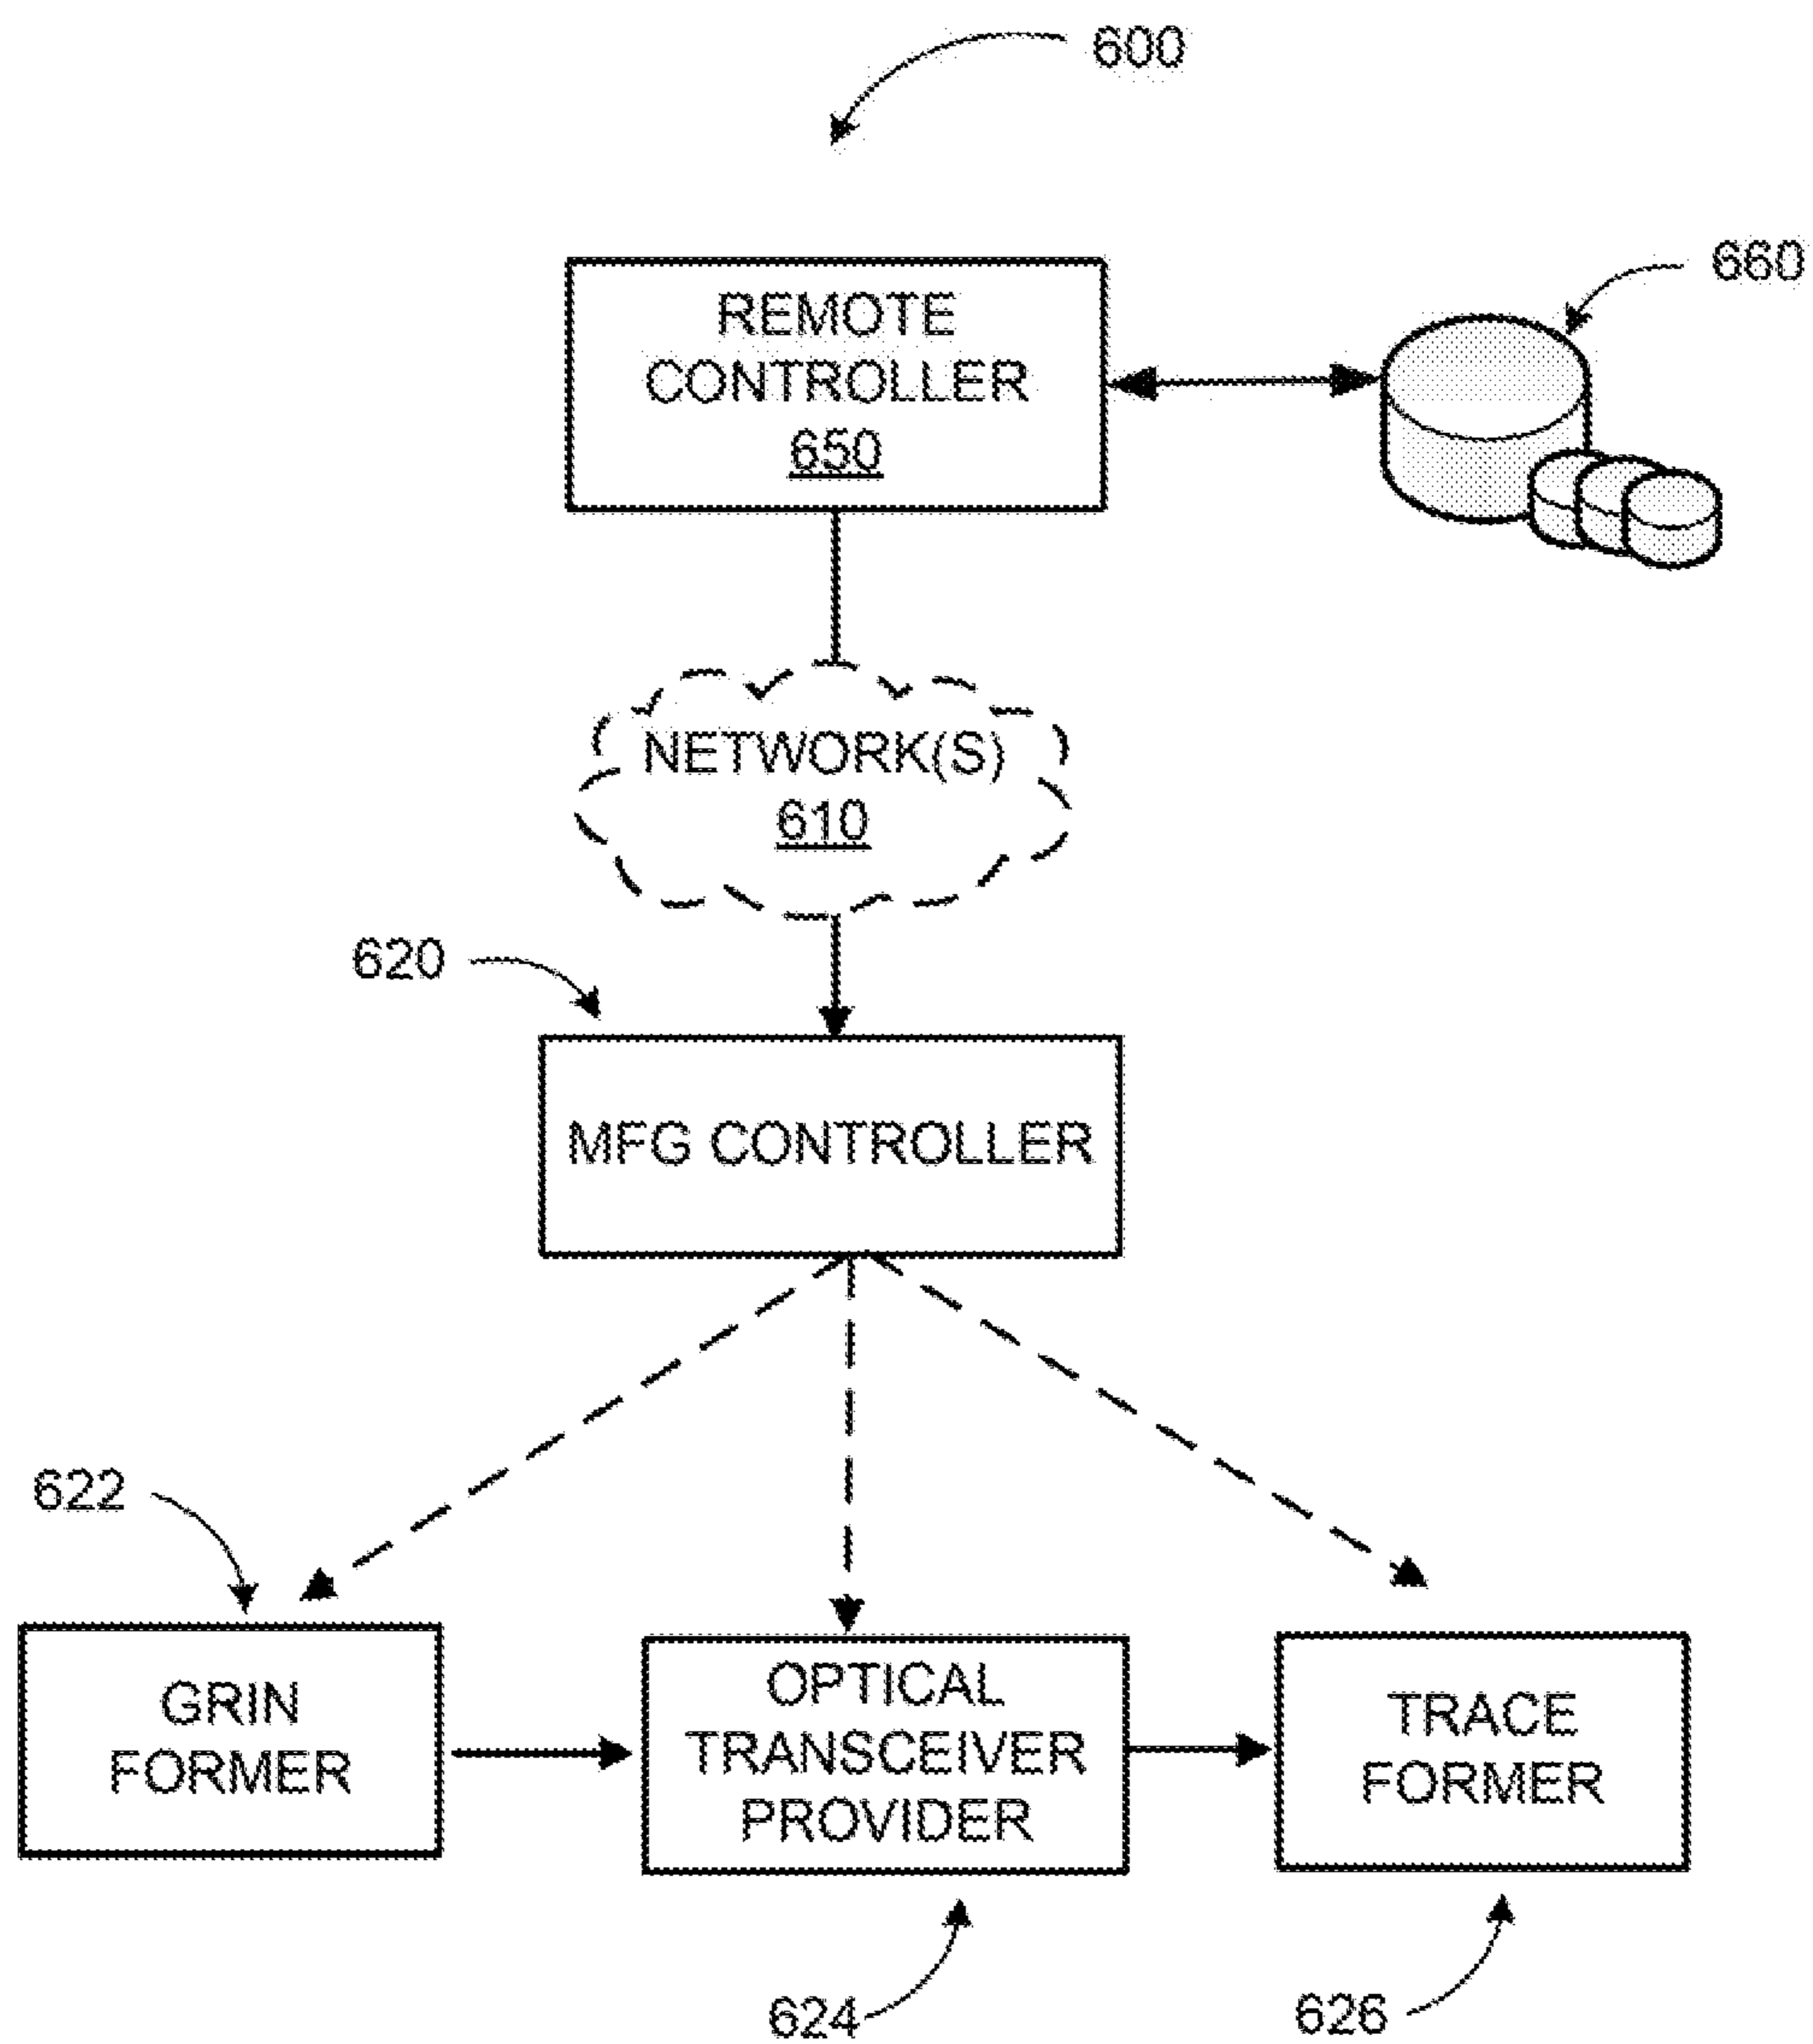 600
660
REMOTE
CONTROLLER
650
NETWORK(S)
610
620
MFG CONTROLLER
622
GRIN
FORMER
OPTICAL
TRANSCEIVER
PROVIDER
TRACE
FORMER
624
626